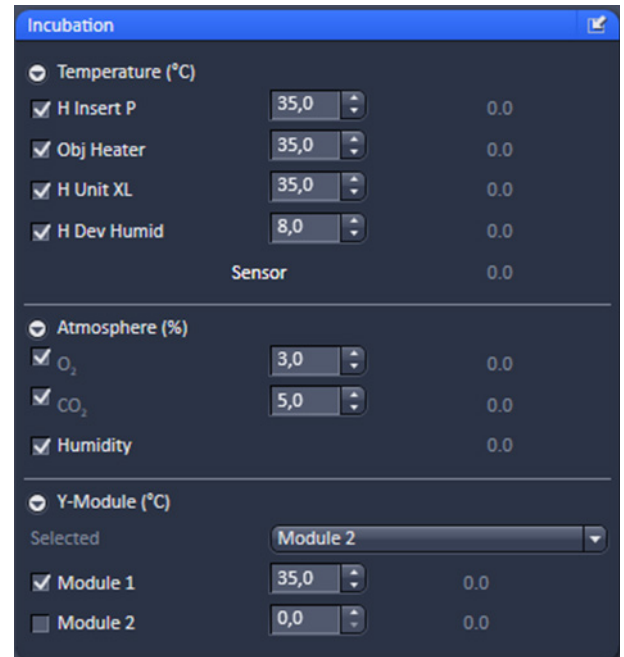 Incubation
Temperature (°C)
H Insert P 35,0 0.0
Obj Heater 35,0 0.0
H Unit XL 35,0 0.0
H Dev Humid 8,0 0.0
Sensor 0.0
Atmosphere (%)
O₂ 3,0 0.0
CO₂ 5,0 0.0
Humidity 0.0
Y-Module (°C)
Selected Module 2
Module 1 35,0 0.0
Module 2 0,0 0.0